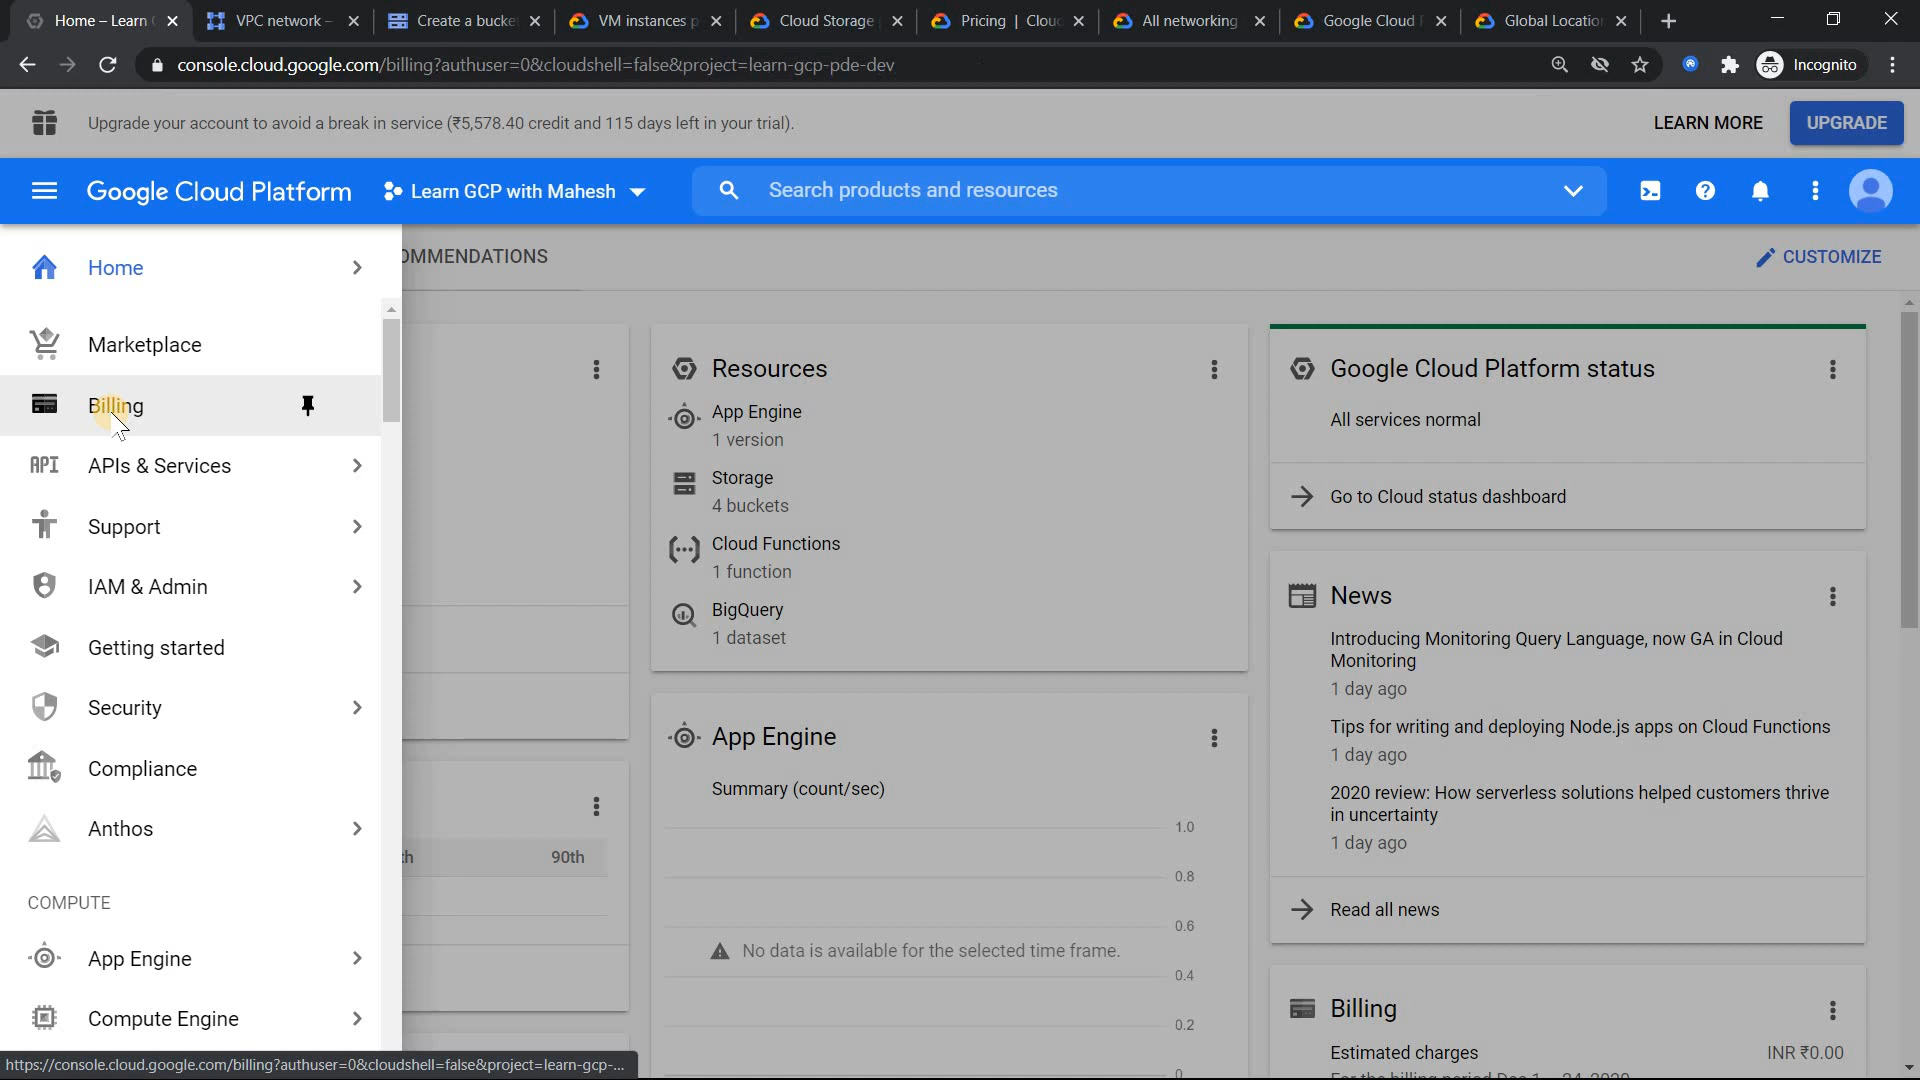 Home – Learn
VPC network –
Create a bucke
VM instances p
Cloud Storage
Pricing | Clou
All networking
Google Cloud
Global Locatio
console.cloud.google.com/billing?authuser=0&cloudshell=false&project=learn-gcp-pde-dev
Incognito
Upgrade your account to avoid a break in service (₹5,578.40 credit and 115 days left in your trial).
LEARN MORE
UPGRADE
Google Cloud Platform
Learn GCP with Mahesh
Search products and resources
Home
OMMENDATIONS
CUSTOMIZE
Marketplace
Billing
API APIs & Services
Support
IAM & Admin
Getting started
Security
Compliance
Anthos
COMPUTE
App Engine
Compute Engine
90th
Resources
App Engine
1 version
Storage
4 buckets
Cloud Functions
1 function
BigQuery
1 dataset
App Engine
Summary (count/sec)
1.0
0.8
0.6
No data is available for the selected time frame.
0.4
0.2
0
Google Cloud Platform status
All services normal
Go to Cloud status dashboard
News
Introducing Monitoring Query Language, now GA in Cloud
Monitoring
1 day ago
Tips for writing and deploying Node.js apps on Cloud Functions
1 day ago
2020 review: How serverless solutions helped customers thrive
in uncertainty
1 day ago
Read all news
Billing
Estimated charges
INR ₹0.00
For the billing period Dec 1 – 24, 2020
https://console.cloud.google.com/billing?authuser=0&cloudshell=false&project=learn-gcp-...